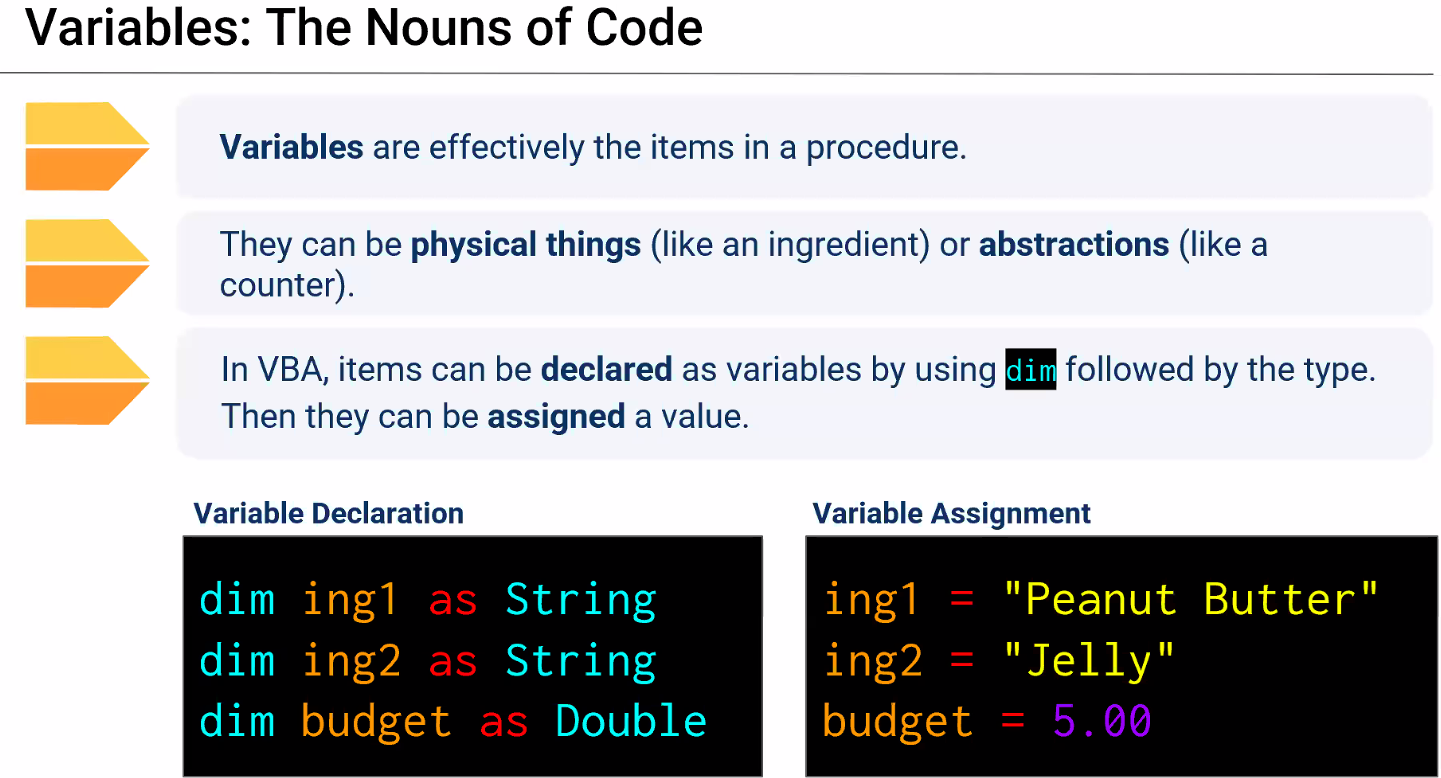 Variables: The Nouns of Code
Variables are effectively the items in a procedure.
They can be physical things (like an ingredient) or abstractions (like a
counter).
In VBA, items can be declared as variables by using dim followed by the type.
Then they can be assigned a value.
Variable Declaration
dim ing1 as String
dim ing2 as String
dim budget as Double
Variable Assignment
ing1 = "Peanut Butter"
ing2 = "Jelly"
budget = 5.00